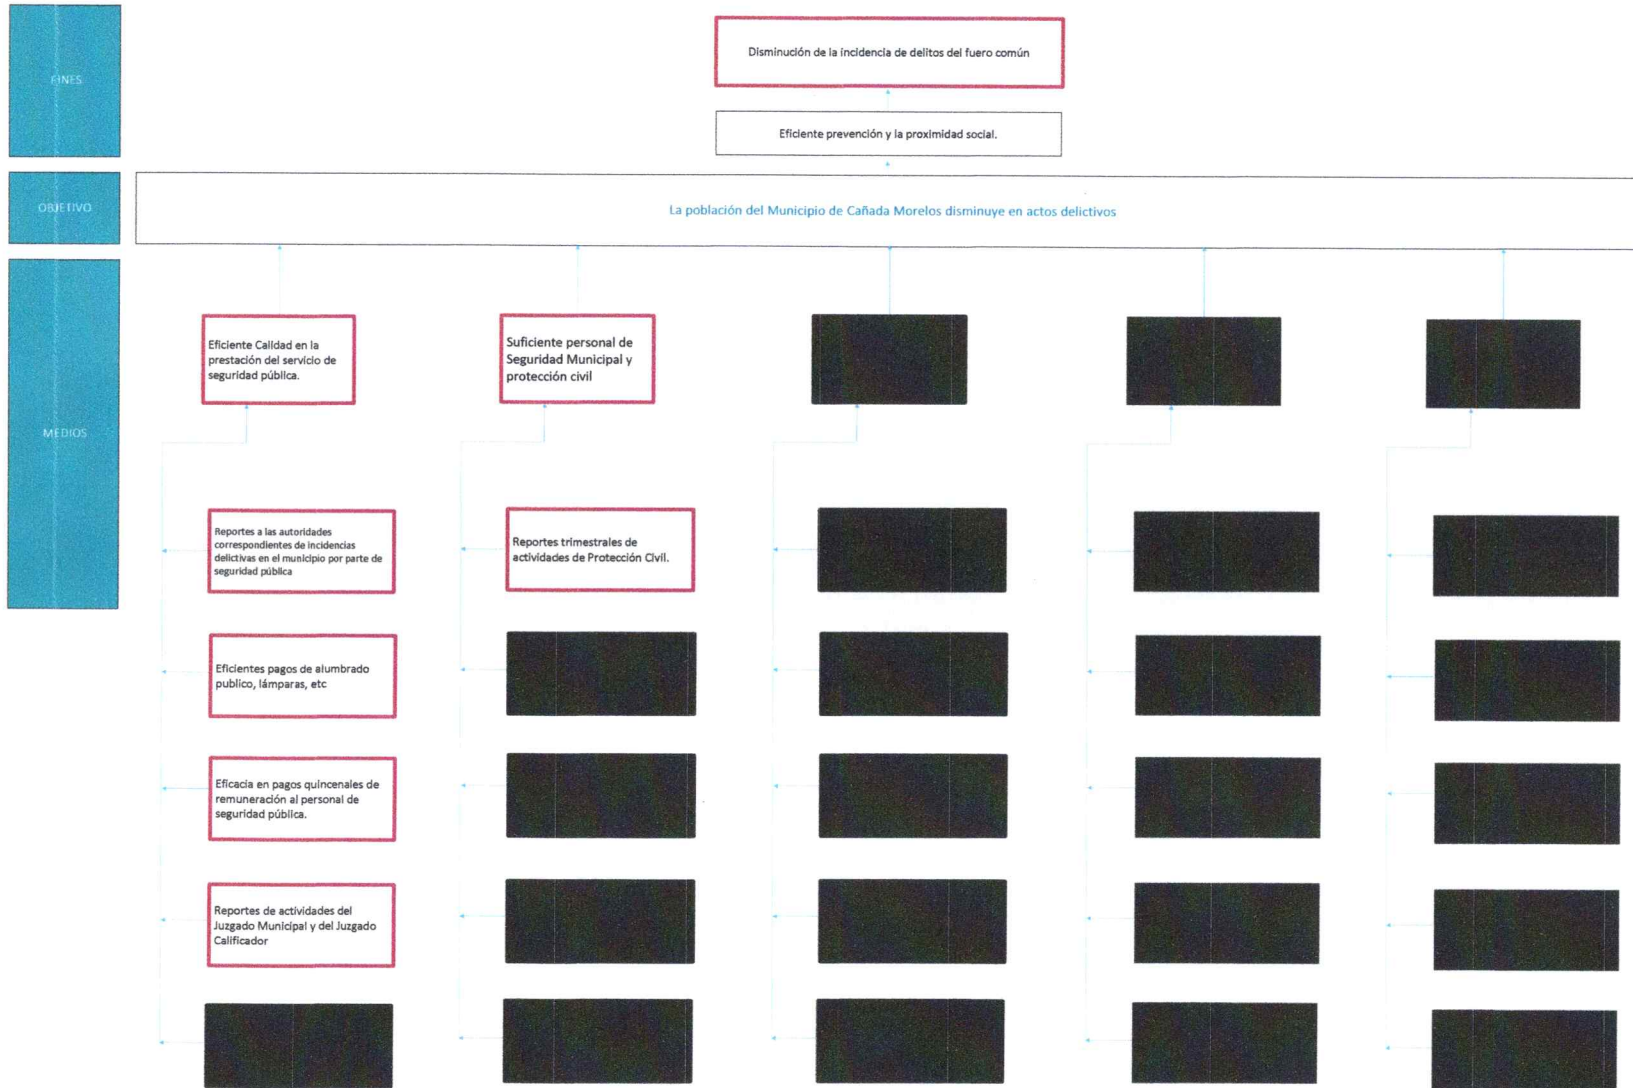 FINES
Disminución de la incidencia de delitos del fuero común
Eficiente prevención y la proximidad social.
OBJETIVO
La población del Municipio de Cañada Morelos disminuye en actos delictivos
MEDIOS
Eficiente Calidad en la
prestación del servicio de
seguridad pública.
Suficiente personal de
Seguridad Municipal y
protección civil
Reportes a las autoridades
correspondientes de incidencias
delictivas en el municipio por parte de
seguridad pública
Reportes trimestrales de
actividades de Protección Civil.
Eficientes pagos de alumbrado
publico, lámparas, etc
Eficacia en pagos quincenales de
remuneración al personal de
seguridad pública.
Reportes de actividades del
Juzgado Municipal y del Juzgado
Calificador